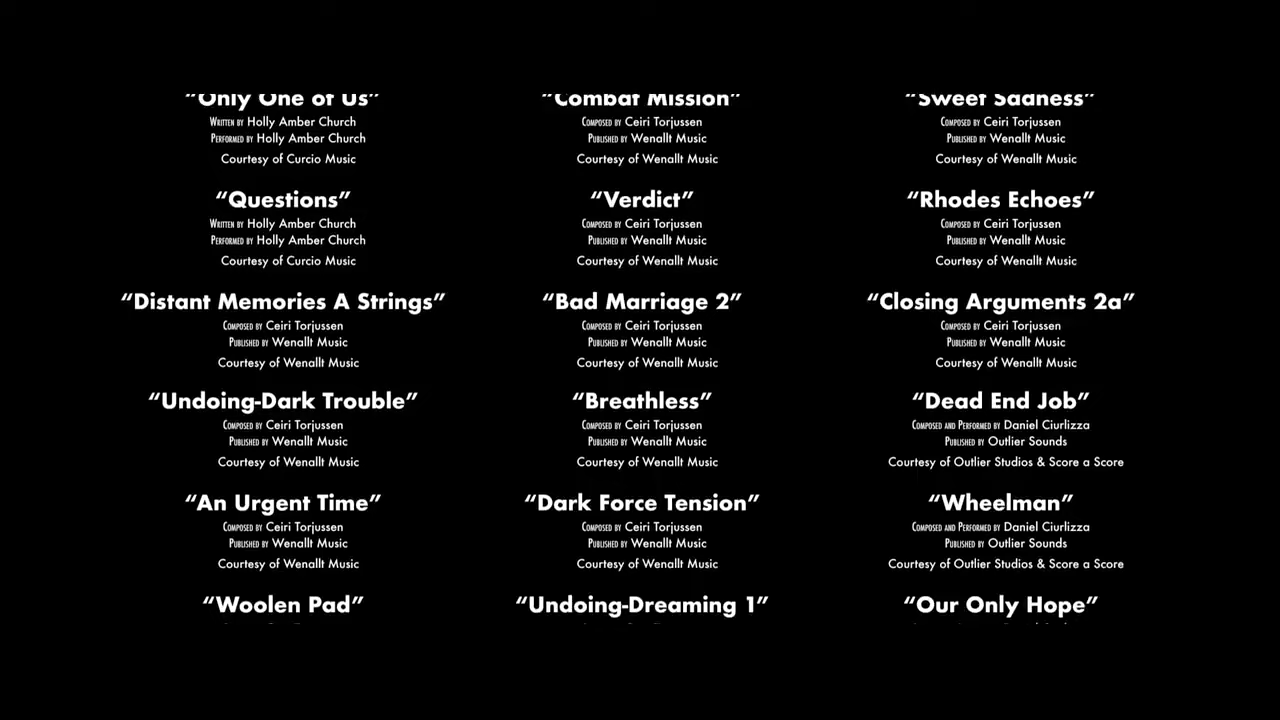 “Only One of Us”
Written by Holly Amber Church
Performed by Holly Amber Church
Courtesy of Curcio Music
“Questions”
Written by Holly Amber Church
Performed by Holly Amber Church
Courtesy of Curcio Music
“Distant Memories A Strings”
Composed by Ceiri Torjussen
Published by Wenallt Music
Courtesy of Wenallt Music
“Undoing-Dark Trouble”
Composed by Ceiri Torjussen
Published by Wenallt Music
Courtesy of Wenallt Music
“An Urgent Time”
Composed by Ceiri Torjussen
Published by Wenallt Music
Courtesy of Wenallt Music
“Woolen Pad”
“Combat Mission”
Composed by Ceiri Torjussen
Published by Wenallt Music
Courtesy of Wenallt Music
“Verdict”
Composed by Ceiri Torjussen
Published by Wenallt Music
Courtesy of Wenallt Music
“Bad Marriage 2”
Composed by Ceiri Torjussen
Published by Wenallt Music
Courtesy of Wenallt Music
“Breathless”
Composed by Ceiri Torjussen
Published by Wenallt Music
Courtesy of Wenallt Music
“Dark Force Tension”
Composed by Ceiri Torjussen
Published by Wenallt Music
Courtesy of Wenallt Music
“Undoing-Dreaming 1”
“Sweet Sadness”
Composed by Ceiri Torjussen
Published by Wenallt Music
Courtesy of Wenallt Music
“Rhodes Echoes”
Composed by Ceiri Torjussen
Published by Wenallt Music
Courtesy of Wenallt Music
“Closing Arguments 2a”
Composed by Ceiri Torjussen
Published by Wenallt Music
Courtesy of Wenallt Music
“Dead End Job”
Composed and Performed by Daniel Ciurlizza
Published by Outlier Sounds
Courtesy of Outlier Studios & Score a Score
“Wheelman”
Composed and Performed by Daniel Ciurlizza
Published by Outlier Sounds
Courtesy of Outlier Studios & Score a Score
“Our Only Hope”